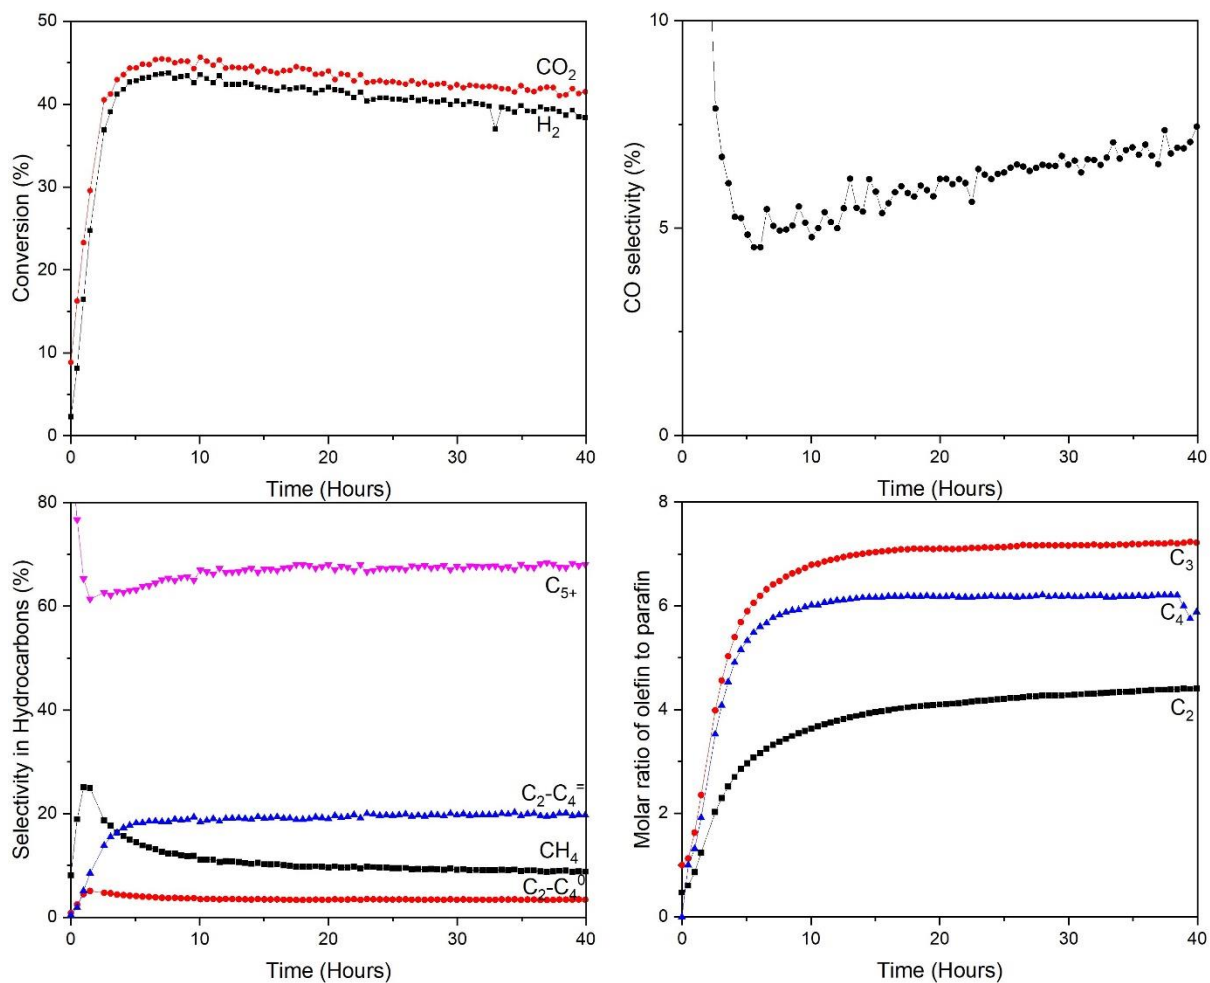 50
40
30
20
10
0
Conversion (%)
CO2
H2
0 10 20 30 40
Time (Hours)
10
5
0
CO selectivity (%)
0 10 20 30 40
Time (Hours)
80
60
40
20
0
Selectivity in Hydrocarbons (%)
C5+
C2-C4=
CH4
C2-C40
0 10 20 30 40
Time (Hours)
8
6
4
2
0
Molar ratio of olefin to parafin
C3
C4
C2
0 10 20 30 40
Time (Hours)